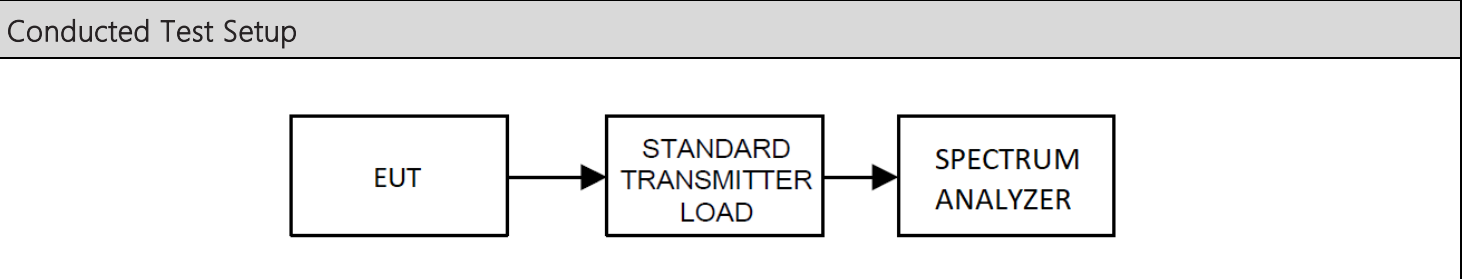 Conducted Test Setup
EUT
STANDARD
TRANSMITTER
LOAD
SPECTRUM
ANALYZER